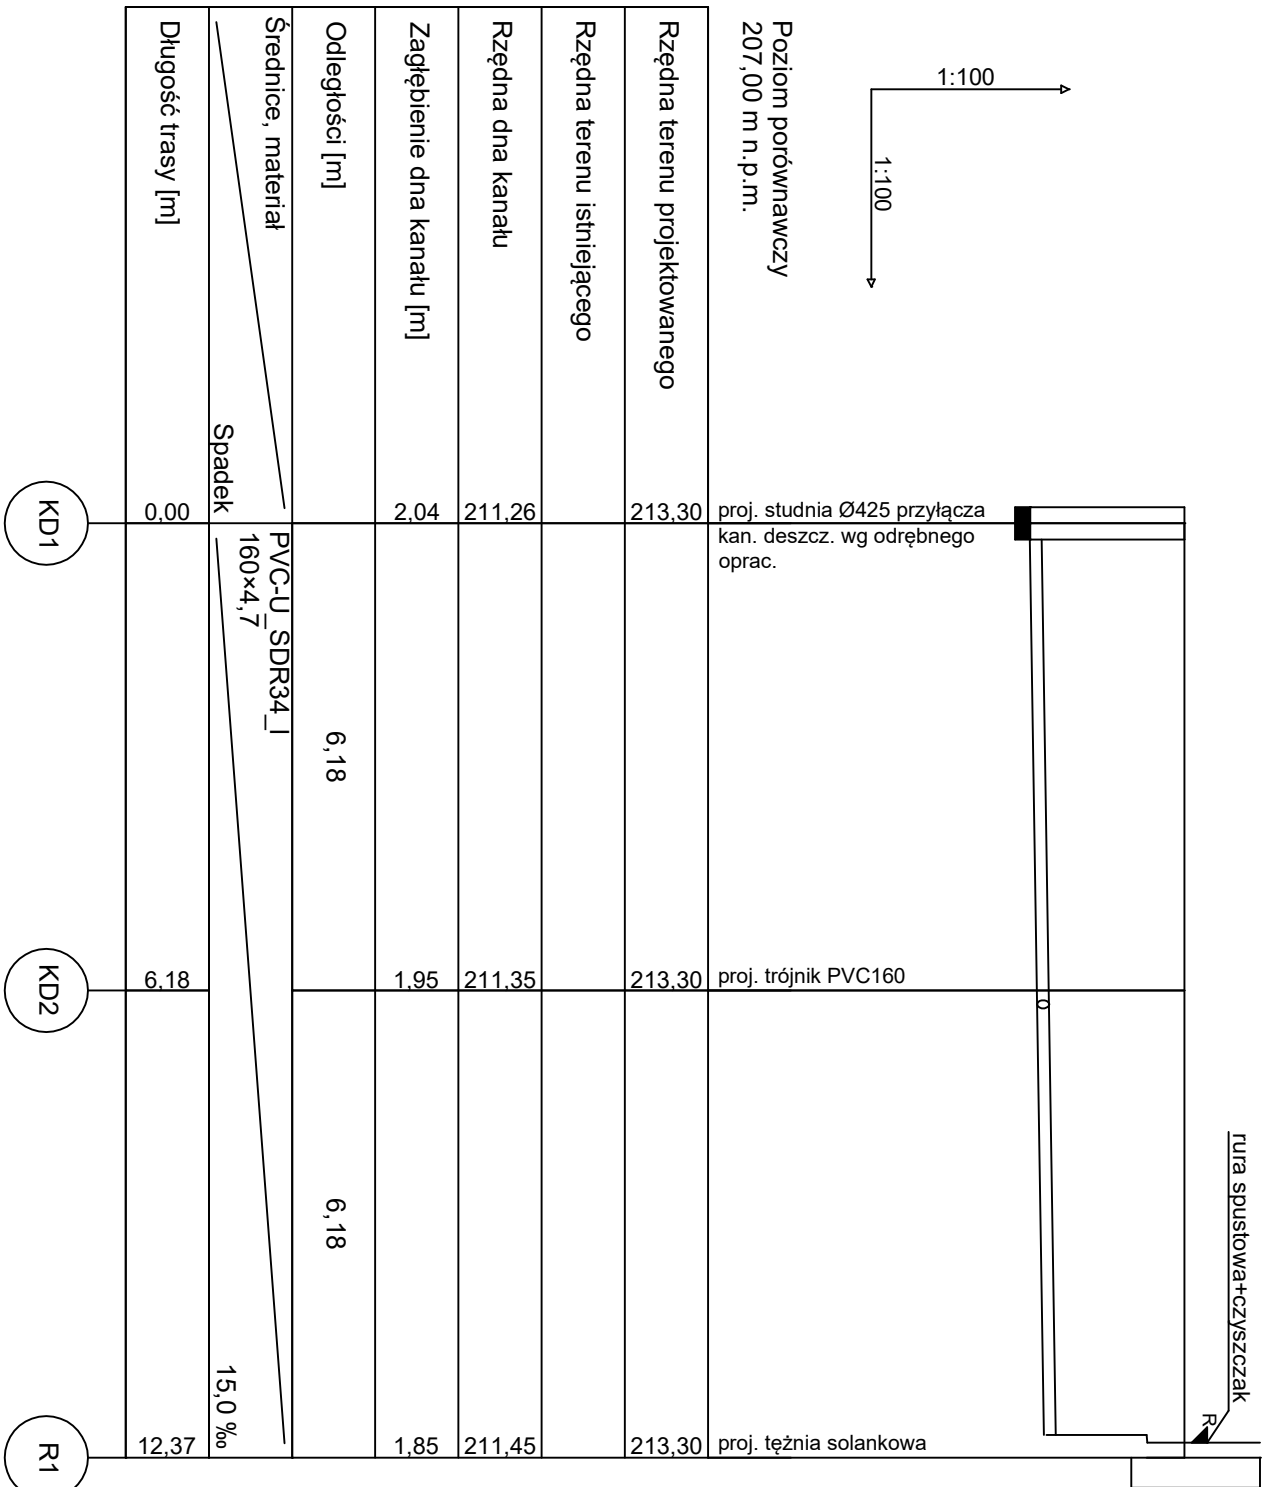 1:100
1:100
Poziom porównawczy
207,00 m n.p.m.
rura spustowa+czyszczak
R
proj. studnia Ø425 przyłącza
kan. deszcz. wg odrębnego
oprac.
proj. trójnik PVC160
proj. tężnia solankowa
Rzędna terenu projektowanego
213,30
213,30
213,30
Rzędna terenu istniejącego
Rzędna dna kanału
211,26
211,35
211,45
Zagłębienie dna kanału [m]
2,04
1,95
1,85
Odległości [m]
6,18
6,18
Średnice, materiał
Spadek
PVC-U_SDR34_I
160×4,7
15,0 ‰
Długość trasy [m]
0,00
6,18
12,37
KD1
KD2
R1